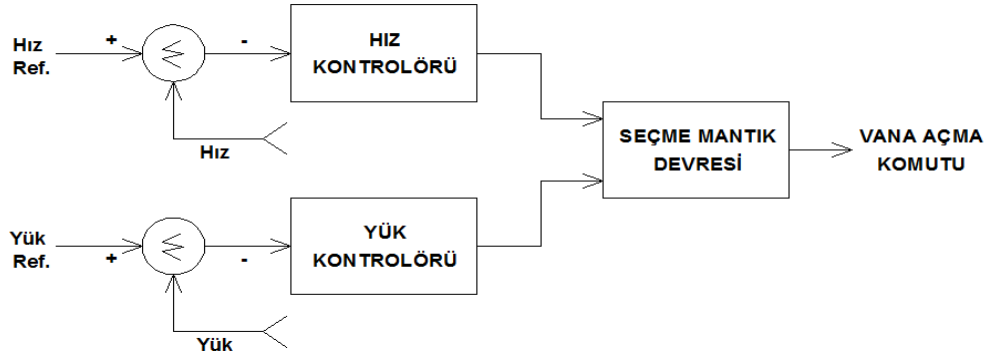 Hız
Ref.
+
-
HIZ
KONTROLÖRÜ
Hız
SEÇME MANTIK
DEVRESİ
VANA AÇMA
KOMUTU
Yük
Ref.
+
-
YÜK
KONTROLÖRÜ
Yük